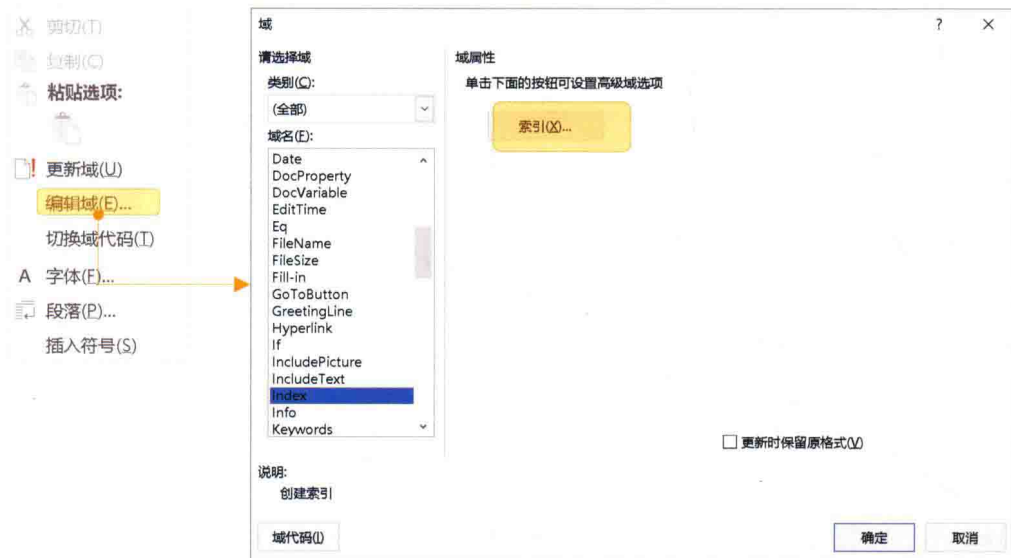 剪切(T)
复制(C)
粘贴选项:
更新域(U)
编辑域(E)...
切换域代码(T)
A 字体(F)...
段落(P)...
插入符号(S)
域
? ×
请选择域
类别(C):
(全部)
域名(F):
Date
DocProperty
DocVariable
EditTime
Eq
FileName
FileSize
Fill-in
GoToButton
GreetingLine
Hyperlink
If
IncludePicture
IncludeText
Index
Info
Keywords
域属性
单击下面的按钮可设置高级域选项
索引(X)...
更新时保留原格式(V)
说明:
创建索引
域代码(I)
确定
取消